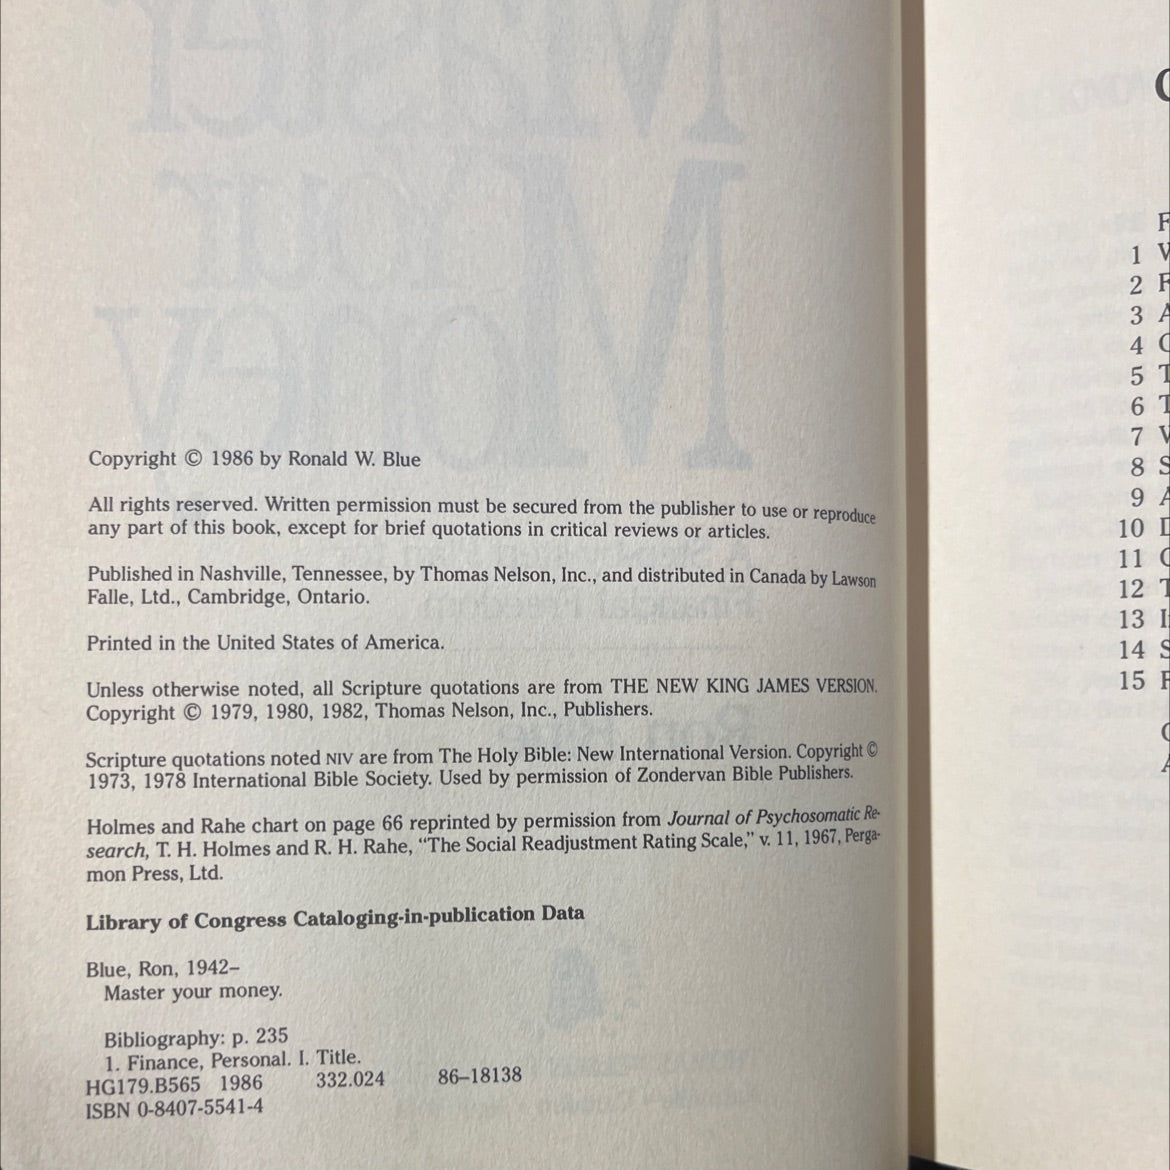 Copyright © 1986 by Ronald W. Blue
All rights reserved. Written permission must be secured from the publisher to use or reproduce
any part of this book, except for brief quotations in critical reviews or articles.
Published in Nashville, Tennessee, by Thomas Nelson, Inc., and distributed in Canada by Lawson
Falle, Ltd., Cambridge, Ontario.
Printed in the United States of America.
Unless otherwise noted, all Scripture quotations are from THE NEW KING JAMES VERSION.
Copyright © 1979, 1980, 1982, Thomas Nelson, Inc., Publishers.
Scripture quotations noted NIV are from The Holy Bible: New International Version. Copyright ©
1973, 1978 International Bible Society. Used by permission of Zondervan Bible Publishers.
Holmes and Rahe chart on page 66 reprinted by permission from Journal of Psychosomatic Re-
search, T. H. Holmes and R. H. Rahe, “The Social Readjustment Rating Scale,” v. 11, 1967, Perga-
mon Press, Ltd.
Library of Congress Cataloging-in-publication Data
Blue, Ron, 1942–
Master your money.
Bibliography: p. 235
1. Finance, Personal. I. Title.
HG179.B565 1986 332.024 86–18138
ISBN 0-8407-5541-4
1
2
3
4
5
6
7
8
9
10
11
12
13
14
15